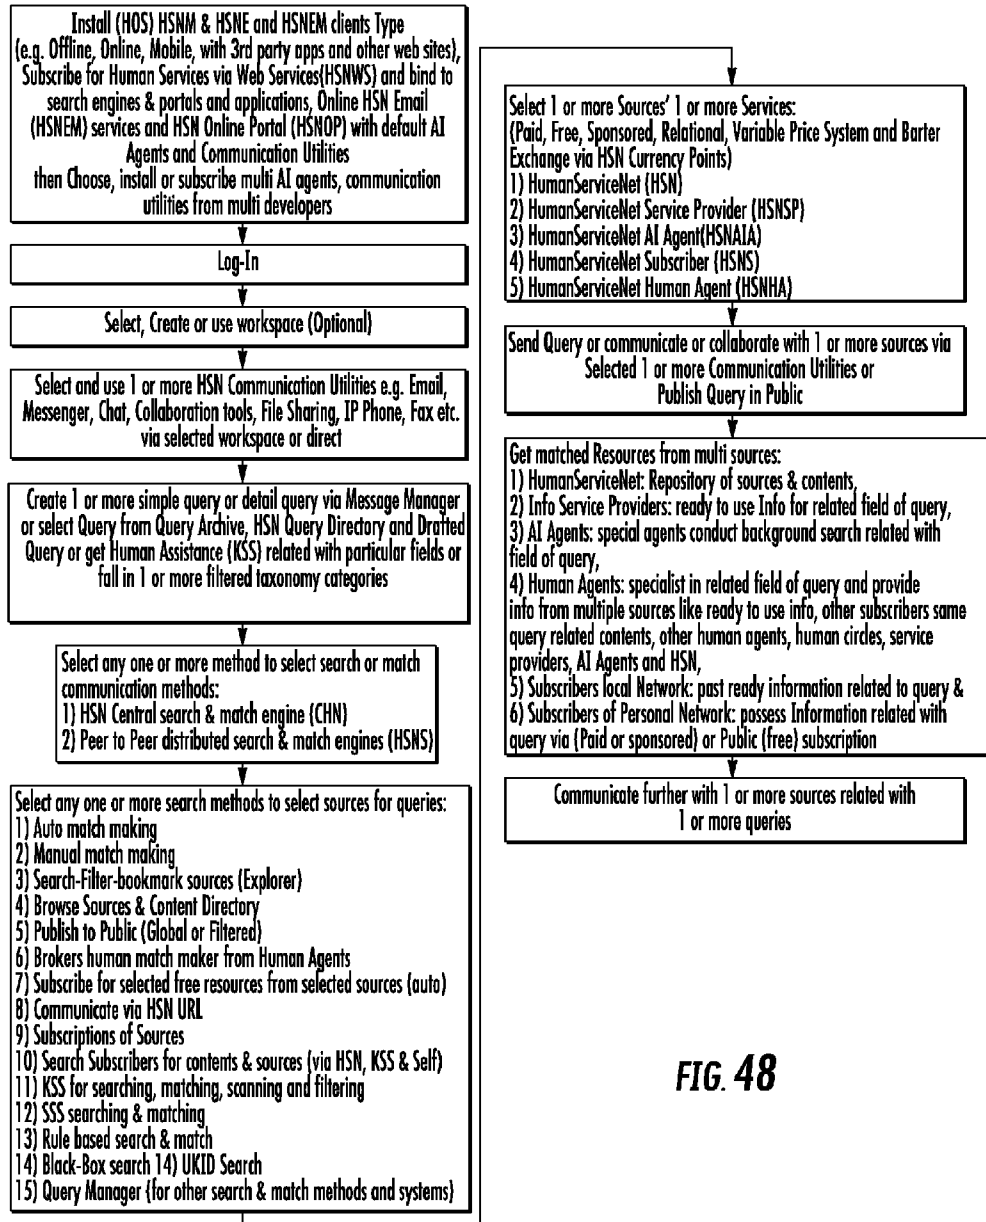 Install (HOS) HSNM & HSNE and HSNEM clients Type
(e.g. Offline, Online, Mobile, with 3rd party apps and other web sites),
Subscribe for Human Services via Web Services(HSNWS) and bind to
search engines & portals and applications, Online HSN Email
(HSNEM) services and HSN Online Portal (HSNOP) with default AI
Agents and Communication Utilities
then Choose, install or subscribe multi AI agents, communication
utilities from multi developers
Log-In
Select, Create or use workspace (Optional)
Select and use 1 or more HSN Communication Utilities e.g. Email,
Messenger, Chat, Collaboration tools, File Sharing, IP Phone, Fax etc.
via selected workspace or direct
Create 1 or more simple query or detail query via Message Manager
or select Query from Query Archive, HSN Query Directory and Drafted
Query or get Human Assistance (KSS) related with particular fields or
fall in 1 or more filtered taxonomy categories
Select any one or more method to select search or match
communication methods:
1) HSN Central search & match engine (CHN)
2) Peer to Peer distributed search & match engines (HSNS)
Select any one or more search methods to select sources for queries:
1) Auto match making
2) Manual match making
3) Search-Filter-bookmark sources (Explorer)
4) Browse Sources & Content Directory
5) Publish to Public (Global or Filtered)
6) Brokers human match maker from Human Agents
7) Subscribe for selected free resources from selected sources (auto)
8) Communicate via HSN URL
9) Subscriptions of Sources
10) Search Subscribers for contents & sources (via HSN, KSS & Self)
11) KSS for searching, matching, scanning and filtering
12) SSS searching & matching
13) Rule based search & match
14) Black-Box search 14) UKID Search
15) Query Manager (for other search & match methods and systems)
Select 1 or more Sources' 1 or more Services:
(Paid, Free, Sponsored, Relational, Variable Price System and Barter
Exchange via HSN Currency Points)
1) HumanServiceNet (HSN)
2) HumanServiceNet Service Provider (HSNSP)
3) HumanServiceNet AI Agent(HSNAIA)
4) HumanServiceNet Subscriber (HSNS)
5) HumanServiceNet Human Agent (HSNHA)
Send Query or communicate or collaborate with 1 or more sources via
Selected 1 or more Communication Utilities or
Publish Query in Public
Get matched Resources from multi sources:
1) HumanServiceNet: Repository of sources & contents,
2) Info Service Providers: ready to use Info for related field of query,
3) AI Agents: special agents conduct background search related with
field of query,
4) Human Agents: specialist in related field of query and provide
info from multiple sources like ready to use info, other subscribers same
query related contents, other human agents, human circles, service
providers, AI Agents and HSN,
5) Subscribers local Network: past ready information related to query &
6) Subscribers of Personal Network: possess Information related with
query via (Paid or sponsored) or Public (free) subscription
Communicate further with 1 or more sources related with
1 or more queries
FIG. 48